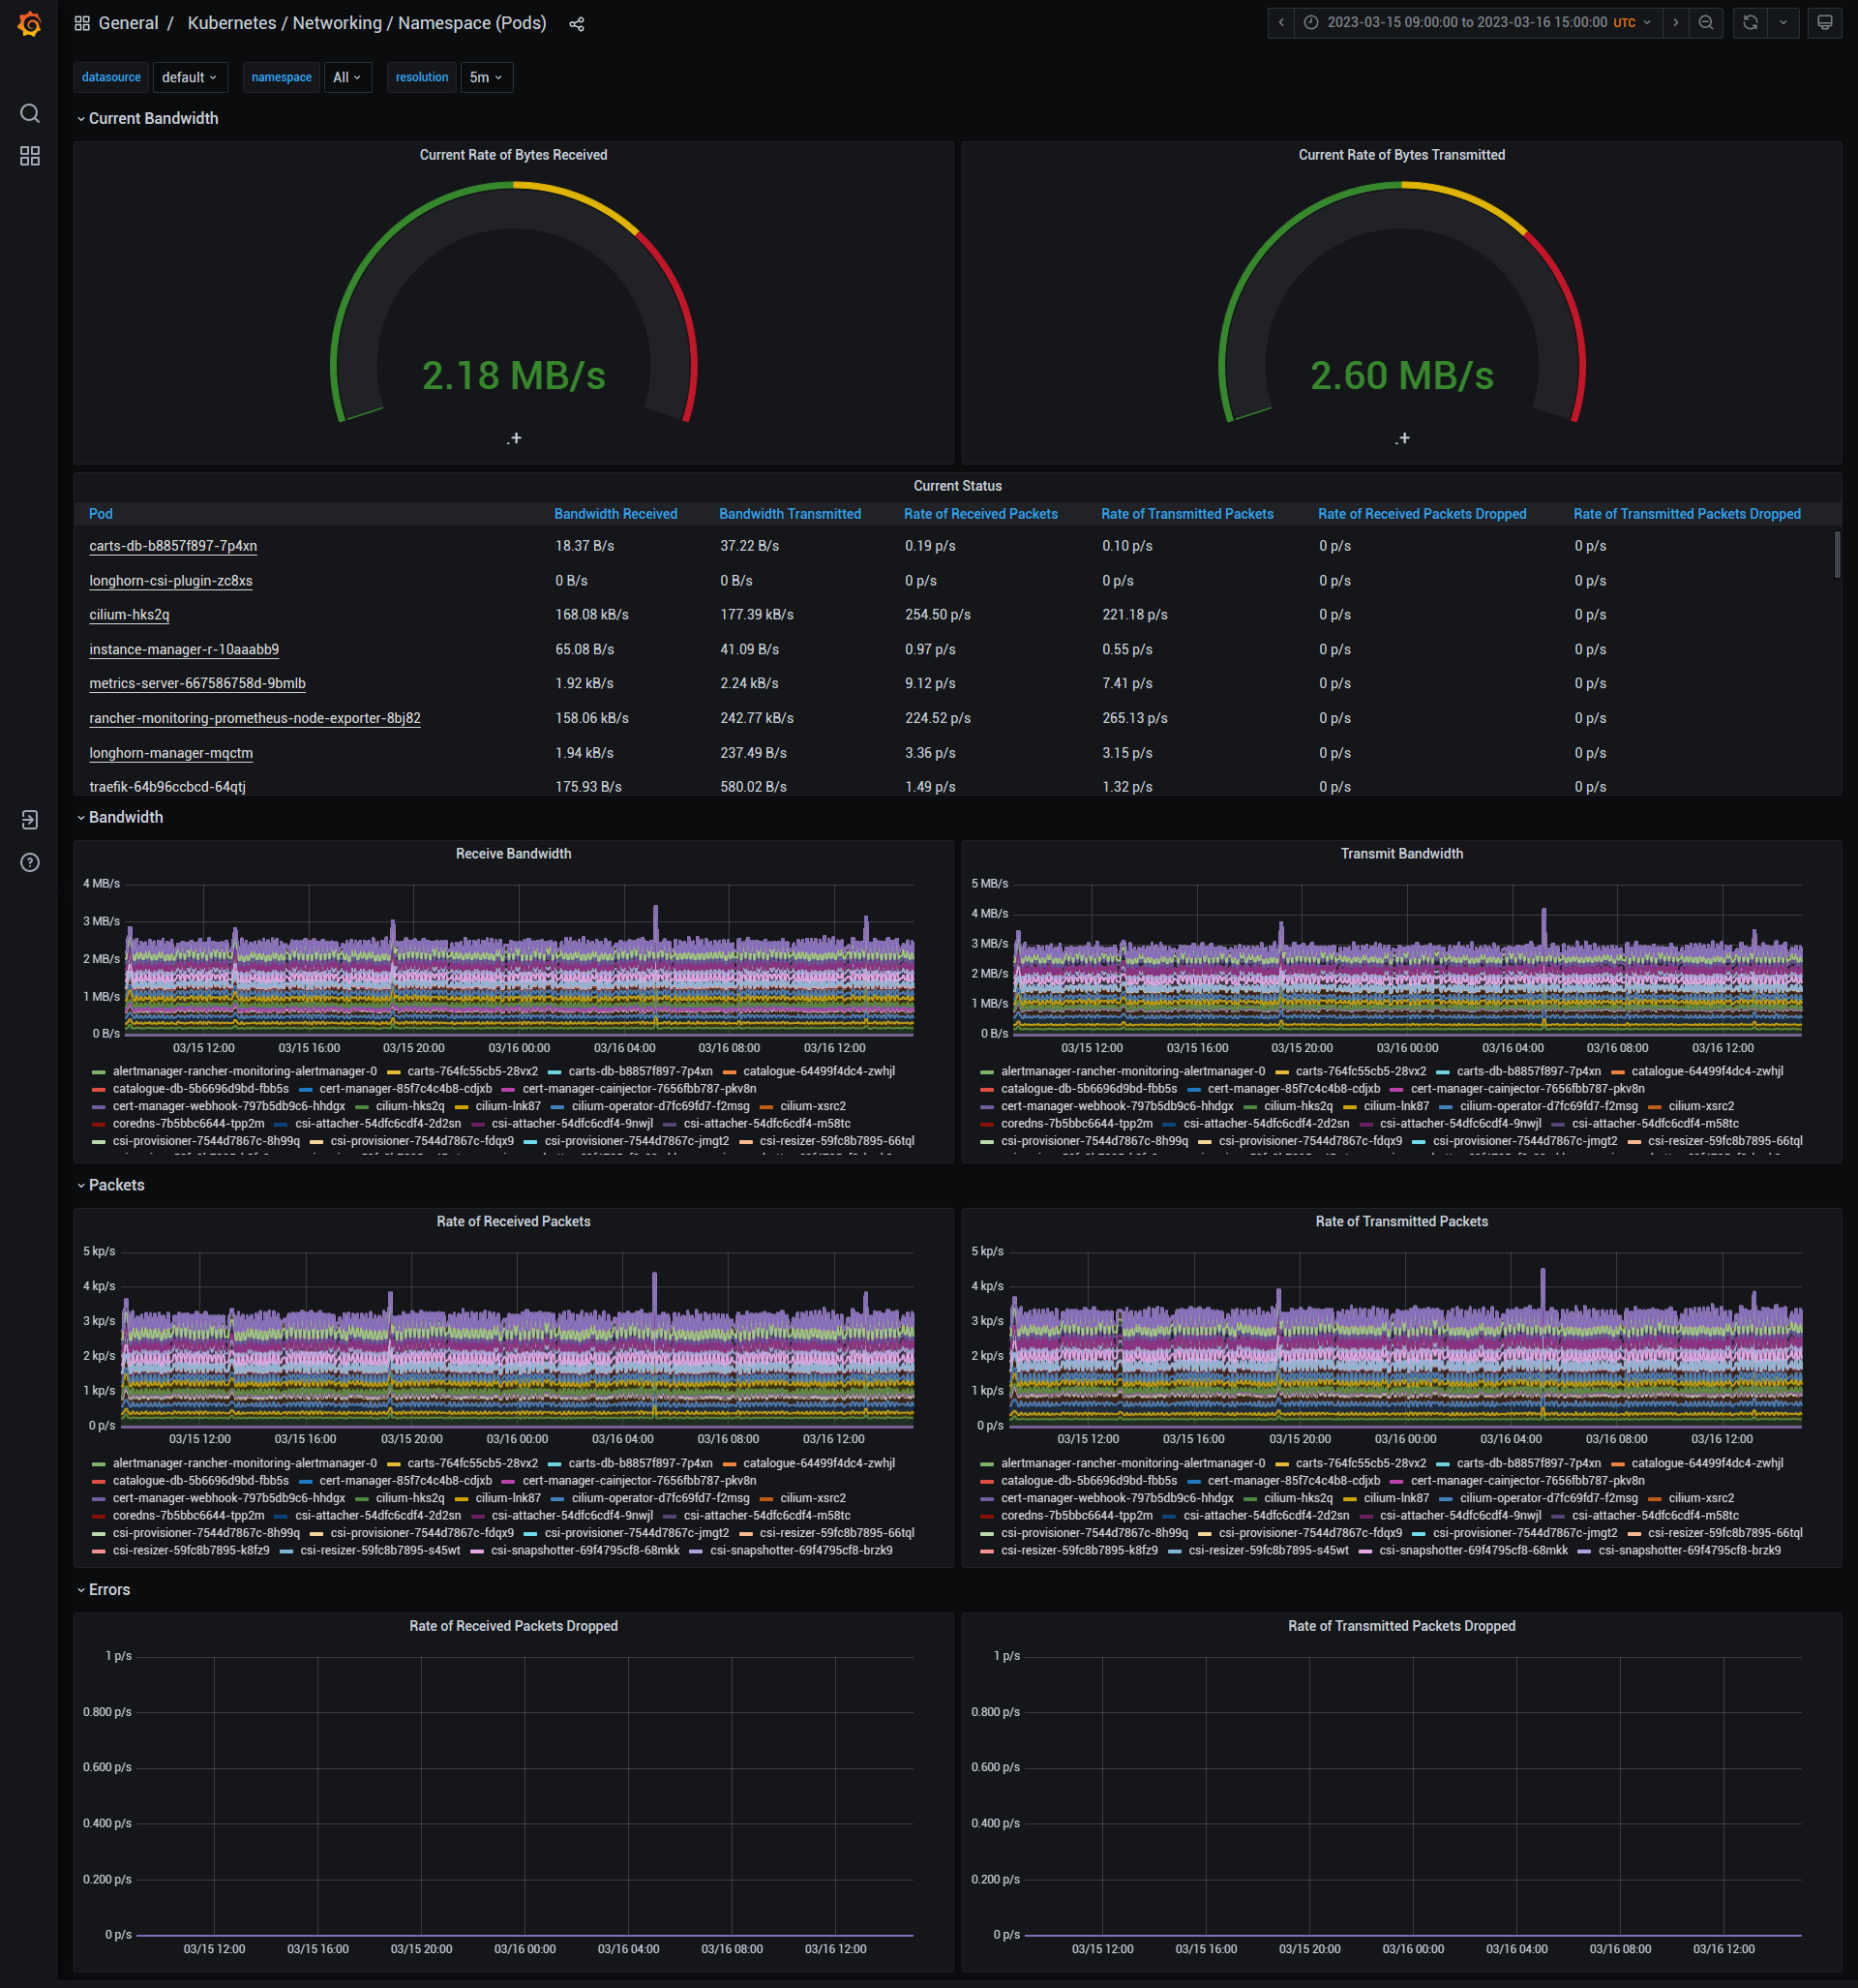 General / Kubernetes / Networking / Namespace (Pods) 2023-03-15 09:00:00 to 2023-03-16 15:00:00 UTC
datasource default namespace All resolution 5m
Current Bandwidth
Current Rate of Bytes Received
2.18 MB/s
.+
Current Rate of Bytes Transmitted
2.60 MB/s
.+
Current Status
Pod Bandwidth Received Bandwidth Transmitted Rate of Received Packets Rate of Transmitted Packets Rate of Received Packets Dropped Rate of Transmitted Packets Dropped
carts-db-b8857f897-7p4xn 18.37 B/s 37.22 B/s 0.19 p/s 0.10 p/s 0 p/s 0 p/s
longhorn-csi-plugin-zc8xs 0 B/s 0 B/s 0 p/s 0 p/s 0 p/s 0 p/s
cilium-hks2q 168.08 kB/s 177.39 kB/s 254.50 p/s 221.18 p/s 0 p/s 0 p/s
instance-manager-r-10aaabb9 65.08 B/s 41.09 B/s 0.97 p/s 0.55 p/s 0 p/s 0 p/s
metrics-server-667586758d-9bmlb 1.92 kB/s 2.24 kB/s 9.12 p/s 7.41 p/s 0 p/s 0 p/s
rancher-monitoring-prometheus-node-exporter-8bj82 158.06 kB/s 242.77 kB/s 224.52 p/s 265.13 p/s 0 p/s 0 p/s
longhorn-manager-mqctm 1.94 kB/s 237.49 B/s 3.36 p/s 3.15 p/s 0 p/s 0 p/s
traefik-64b96ccbcd-64qtj 175.93 B/s 580.02 B/s 1.49 p/s 1.32 p/s 0 p/s 0 p/s
Bandwidth
Receive Bandwidth
4 MB/s
3 MB/s
2 MB/s
1 MB/s
0 B/s
03/15 12:00 03/15 16:00 03/15 20:00 03/16 00:00 03/16 04:00 03/16 08:00 03/16 12:00
alertmanager-rancher-monitoring-alertmanager-0 carts-764fc55cb5-28vx2 carts-db-b8857f897-7p4xn catalogue-64499f4dc4-zwhjl
catalogue-db-5b6696d9bd-fbb5s cert-manager-85f7c4c4b8-cdjxb cert-manager-cainjector-7656fbb787-pkv8n
cert-manager-webhook-797b5db9c6-hhdgx cilium-hks2q cilium-lnk87 cilium-operator-d7fc69fd7-f2msg cilium-xsrc2
coredns-7b5bbc6644-tpp2m csi-attacher-54dfc6cdf4-2d2sn csi-attacher-54dfc6cdf4-9nwjl csi-attacher-54dfc6cdf4-m58tc
csi-provisioner-7544d7867c-8h99q csi-provisioner-7544d7867c-fdqx9 csi-provisioner-7544d7867c-jmgt2 csi-resizer-59fc8b7895-66tql
Transmit Bandwidth
5 MB/s
4 MB/s
3 MB/s
2 MB/s
1 MB/s
0 B/s
03/15 12:00 03/15 16:00 03/15 20:00 03/16 00:00 03/16 04:00 03/16 08:00 03/16 12:00
alertmanager-rancher-monitoring-alertmanager-0 carts-764fc55cb5-28vx2 carts-db-b8857f897-7p4xn catalogue-64499f4dc4-zwhjl
catalogue-db-5b6696d9bd-fbb5s cert-manager-85f7c4c4b8-cdjxb cert-manager-cainjector-7656fbb787-pkv8n
cert-manager-webhook-797b5db9c6-hhdgx cilium-hks2q cilium-lnk87 cilium-operator-d7fc69fd7-f2msg cilium-xsrc2
coredns-7b5bbc6644-tpp2m csi-attacher-54dfc6cdf4-2d2sn csi-attacher-54dfc6cdf4-9nwjl csi-attacher-54dfc6cdf4-m58tc
csi-provisioner-7544d7867c-8h99q csi-provisioner-7544d7867c-fdqx9 csi-provisioner-7544d7867c-jmgt2 csi-resizer-59fc8b7895-66tql
Packets
Rate of Received Packets
5 kp/s
4 kp/s
3 kp/s
2 kp/s
1 kp/s
0 p/s
03/15 12:00 03/15 16:00 03/15 20:00 03/16 00:00 03/16 04:00 03/16 08:00 03/16 12:00
alertmanager-rancher-monitoring-alertmanager-0 carts-764fc55cb5-28vx2 carts-db-b8857f897-7p4xn catalogue-64499f4dc4-zwhjl
catalogue-db-5b6696d9bd-fbb5s cert-manager-85f7c4c4b8-cdjxb cert-manager-cainjector-7656fbb787-pkv8n
cert-manager-webhook-797b5db9c6-hhdgx cilium-hks2q cilium-lnk87 cilium-operator-d7fc69fd7-f2msg cilium-xsrc2
coredns-7b5bbc6644-tpp2m csi-attacher-54dfc6cdf4-2d2sn csi-attacher-54dfc6cdf4-9nwjl csi-attacher-54dfc6cdf4-m58tc
csi-provisioner-7544d7867c-8h99q csi-provisioner-7544d7867c-fdqx9 csi-provisioner-7544d7867c-jmgt2 csi-resizer-59fc8b7895-66tql
csi-resizer-59fc8b7895-k8fz9 csi-resizer-59fc8b7895-s45wt csi-snapshotter-69f4795cf8-68mkk csi-snapshotter-69f4795cf8-brzk9
Rate of Transmitted Packets
5 kp/s
4 kp/s
3 kp/s
2 kp/s
1 kp/s
0 p/s
03/15 12:00 03/15 16:00 03/15 20:00 03/16 00:00 03/16 04:00 03/16 08:00 03/16 12:00
alertmanager-rancher-monitoring-alertmanager-0 carts-764fc55cb5-28vx2 carts-db-b8857f897-7p4xn catalogue-64499f4dc4-zwhjl
catalogue-db-5b6696d9bd-fbb5s cert-manager-85f7c4c4b8-cdjxb cert-manager-cainjector-7656fbb787-pkv8n
cert-manager-webhook-797b5db9c6-hhdgx cilium-hks2q cilium-lnk87 cilium-operator-d7fc69fd7-f2msg cilium-xsrc2
coredns-7b5bbc6644-tpp2m csi-attacher-54dfc6cdf4-2d2sn csi-attacher-54dfc6cdf4-9nwjl csi-attacher-54dfc6cdf4-m58tc
csi-provisioner-7544d7867c-8h99q csi-provisioner-7544d7867c-fdqx9 csi-provisioner-7544d7867c-jmgt2 csi-resizer-59fc8b7895-66tql
csi-resizer-59fc8b7895-k8fz9 csi-resizer-59fc8b7895-s45wt csi-snapshotter-69f4795cf8-68mkk csi-snapshotter-69f4795cf8-brzk9
Errors
Rate of Received Packets Dropped
1 p/s
0.800 p/s
0.600 p/s
0.400 p/s
0.200 p/s
0 p/s
03/15 12:00 03/15 16:00 03/15 20:00 03/16 00:00 03/16 04:00 03/16 08:00 03/16 12:00
Rate of Transmitted Packets Dropped
1 p/s
0.800 p/s
0.600 p/s
0.400 p/s
0.200 p/s
0 p/s
03/15 12:00 03/15 16:00 03/15 20:00 03/16 00:00 03/16 04:00 03/16 08:00 03/16 12:00